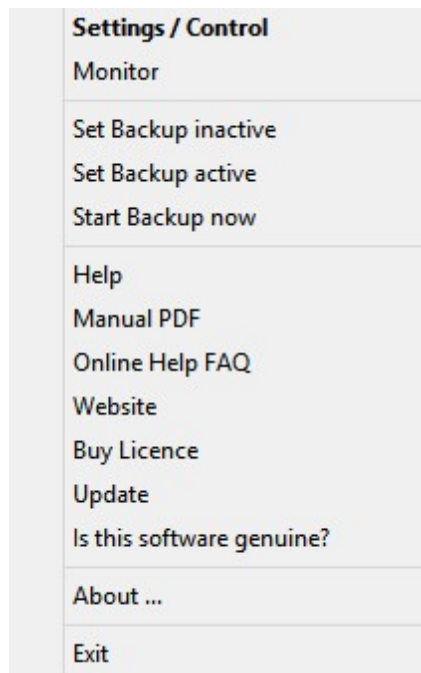 Settings / Control
Monitor
Set Backup inactive
Set Backup active
Start Backup now
Help
Manual PDF
Online Help FAQ
Website
Buy Licence
Update
Is this software genuine?
About ...
Exit